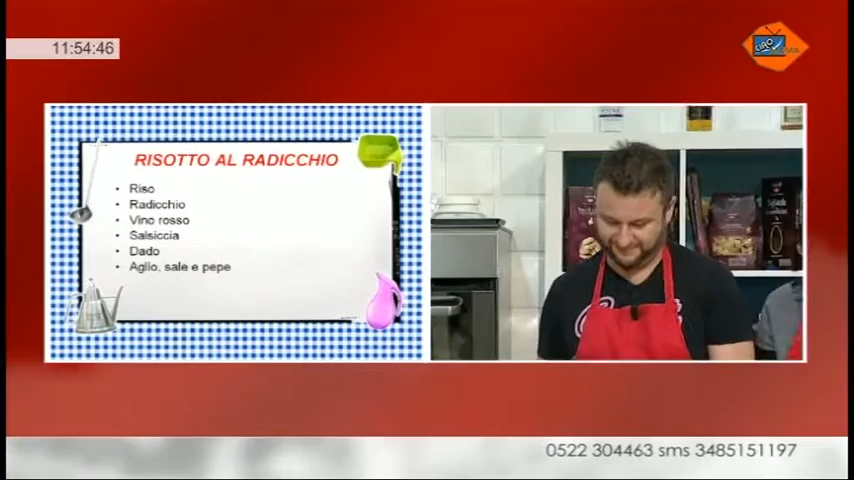 11:54:46
CIAO
RISOTTO AL RADICCHIO
• Riso
• Radicchio
• Vino rosso
• Salsiccia
• Dado
• Aglio, sale e pepe
0522 304463 sms 3485151197